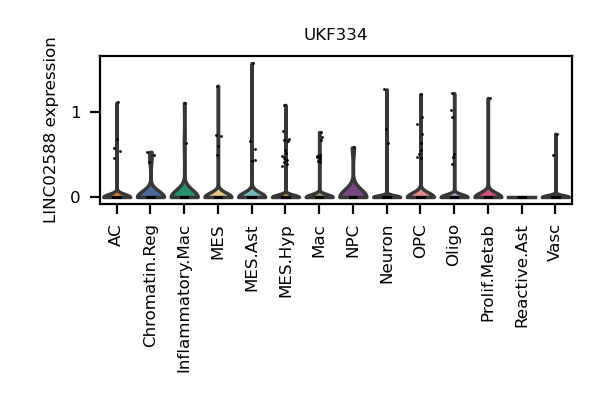 UKF334
LINC02588 expression
1
0
AC
Chromatin.Reg
Inflammatory.Mac
MES
MES.Ast
MES.Hyp
Mac
NPC
Neuron
OPC
Oligo
Prolif.Metab
Reactive.Ast
Vasc